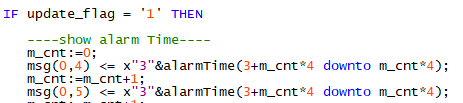 IF update_flag = '1' THEN
----show alarm Time----
m_cnt:=0;
msg(0,4) <= x"3"&alarmTime(3+m_cnt*4 downto m_cnt*4);
m_cnt:=m_cnt+1;
msg(0,5) <= x"3"&alarmTime(3+m_cnt*4 downto m_cnt*4);